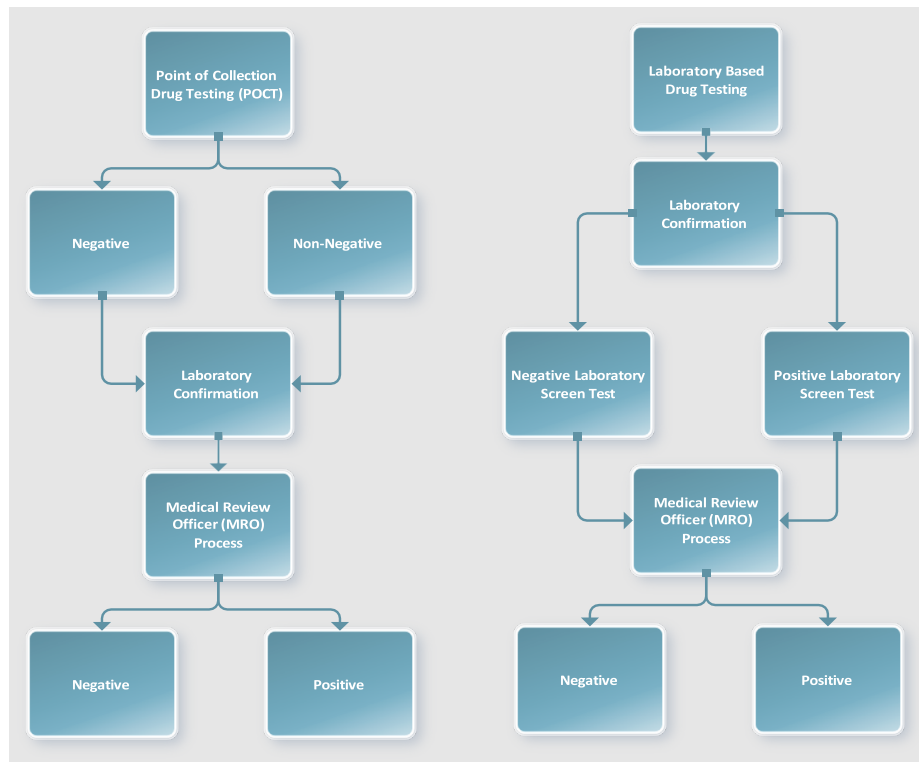 Point of Collection
Drug Testing (POCT)
Negative
Non-Negative
Laboratory
Confirmation
Medical Review
Officer (MRO)
Process
Negative
Positive
Laboratory Based
Drug Testing
Laboratory
Confirmation
Negative Laboratory
Screen Test
Positive Laboratory
Screen Test
Medical Review
Officer (MRO)
Process
Negative
Positive